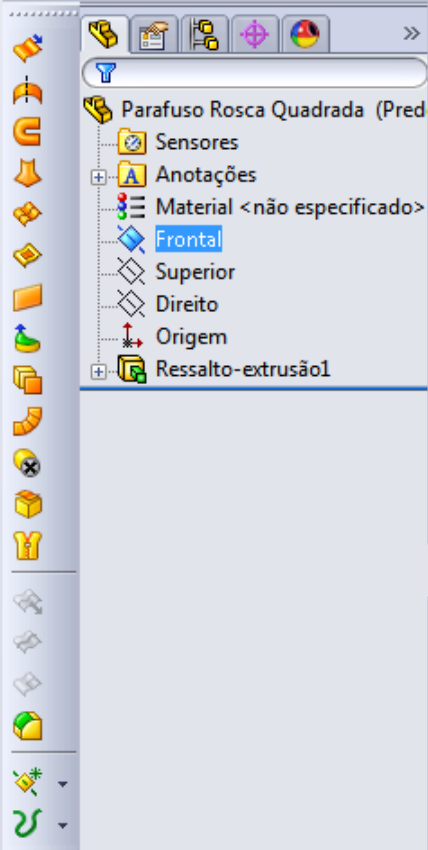 Parafuso Rosca Quadrada (Pred
Sensores
A Anotações
Material <não especificado>
Frontal
Superior
Direito
Origem
Ressalto-extrusão1